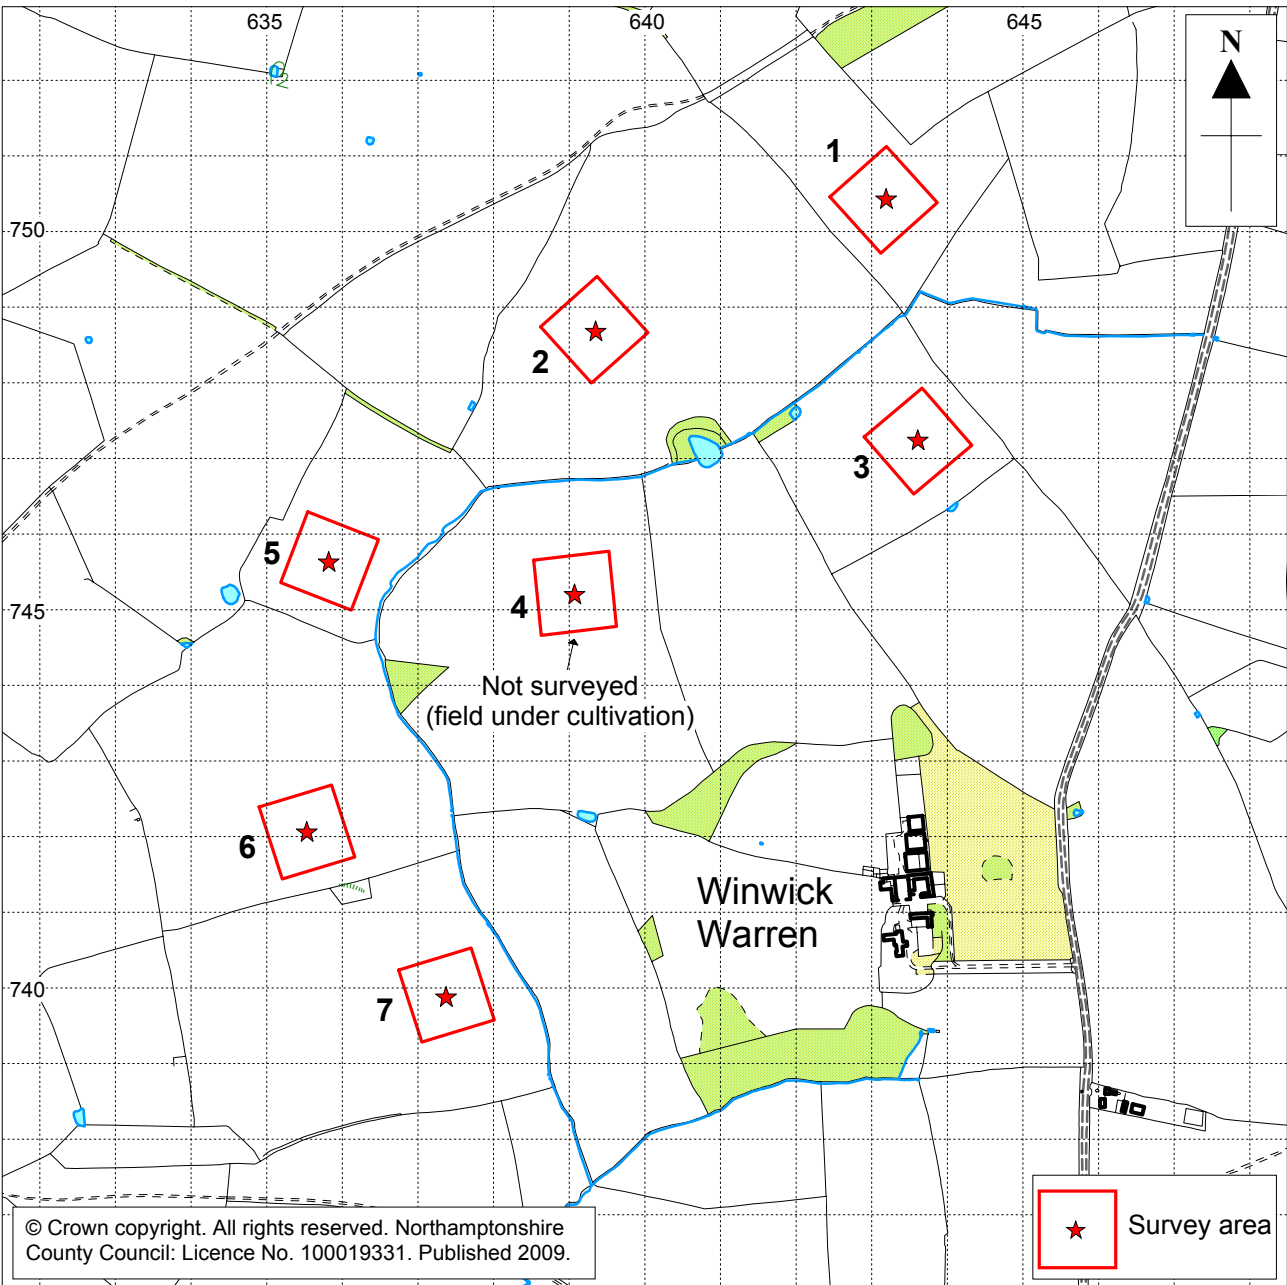 635
640
645
N
1
750
2
3
5
4
745
Not surveyed
(field under cultivation)
6
Winwick
Warren
7
740
© Crown copyright. All rights reserved. Northamptonshire
County Council: Licence No. 100019331. Published 2009.
Survey area